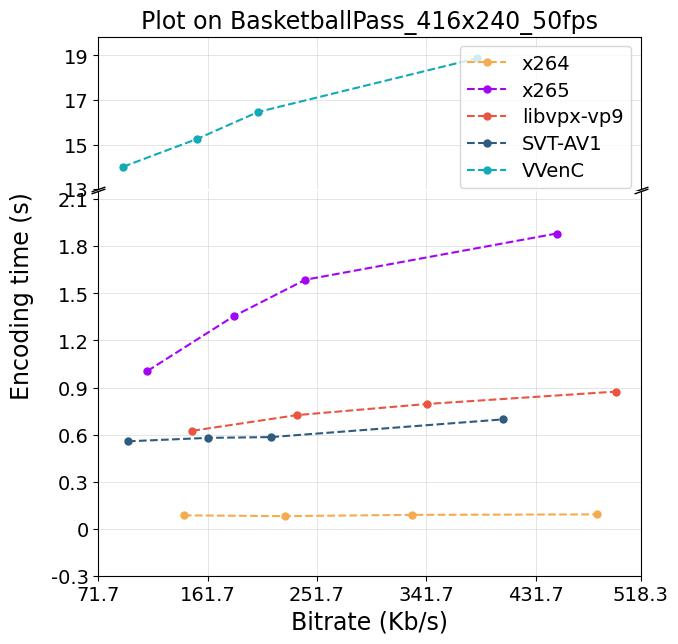 Plot on BasketballPass_416x240_50fps
19
17
15
13
x264
x265
libvpx-vp9
SVT-AV1
VVenC
Encoding time (s)
2.1
1.8
1.5
1.2
0.9
0.6
0.3
0
-0.3
71.7 161.7 251.7 341.7 431.7 518.3
Bitrate (Kb/s)